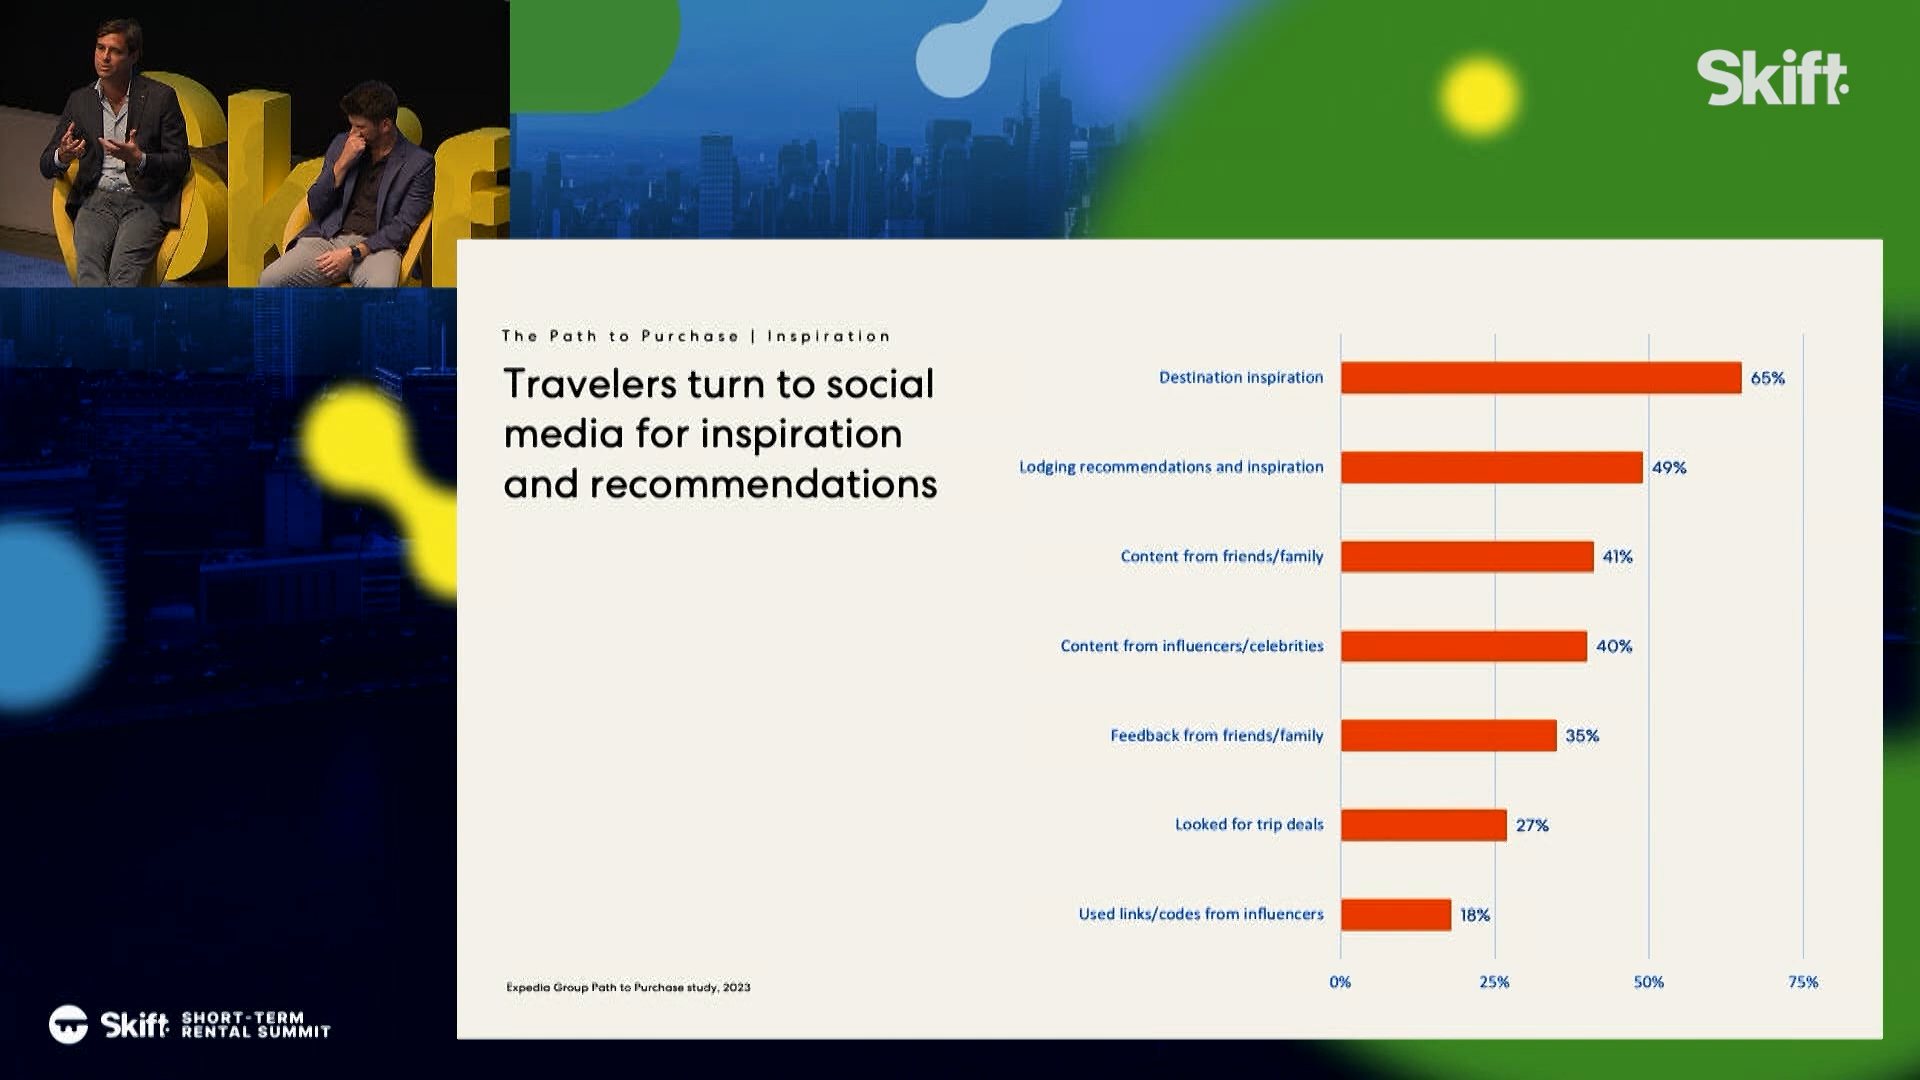 Skift
The Path to Purchase | Inspiration
Travelers turn to social
media for inspiration
and recommendations
Destination inspiration 65%
Lodging recommendations and inspiration 49%
Content from friends/family 41%
Content from influencers/celebrities 40%
Feedback from friends/family 35%
Looked for trip deals 27%
Used links/codes from influencers 18%
0% 25% 50% 75%
Expedia Group Path to Purchase study, 2023
Skift SHORT-TERM
RENTAL SUMMIT